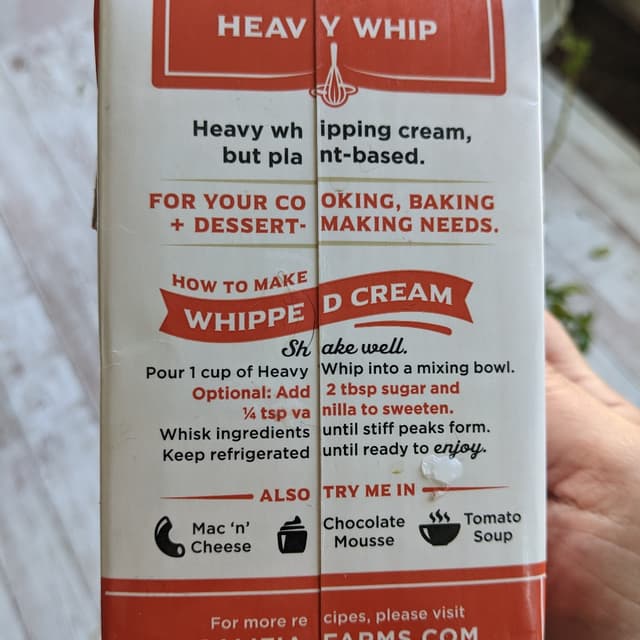 HEAVY WHIP
Heavy whipping cream,
but plant-based.
FOR YOUR COOKING, BAKING
+ DESSERT-MAKING NEEDS.
HOW TO MAKE
WHIPPED CREAM
Shake well.
Pour 1 cup of Heavy Whip into a mixing bowl.
Optional: Add 2 tbsp sugar and
¼ tsp vanilla to sweeten.
Whisk ingredients until stiff peaks form.
Keep refrigerated until ready to enjoy.
ALSO TRY ME IN
Mac 'n'
Cheese
Chocolate
Mousse
Tomato
Soup
For more recipes, please visit
FARMS.COM